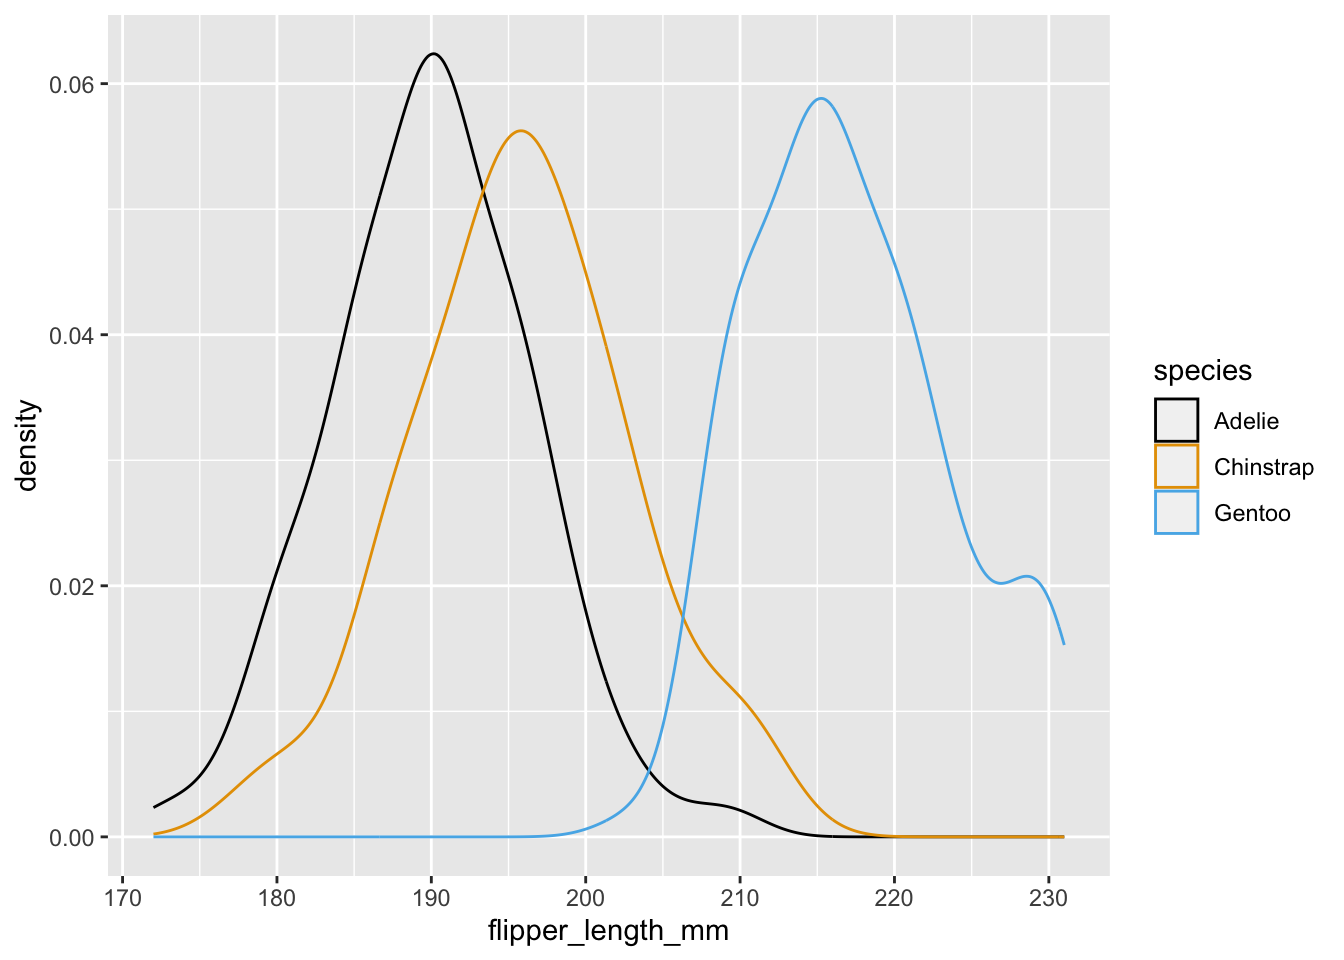 0.06
0.04
0.02
0.00
density
170 180 190 200 210 220 230
flipper_length_mm
species
Adelie
Chinstrap
Gentoo